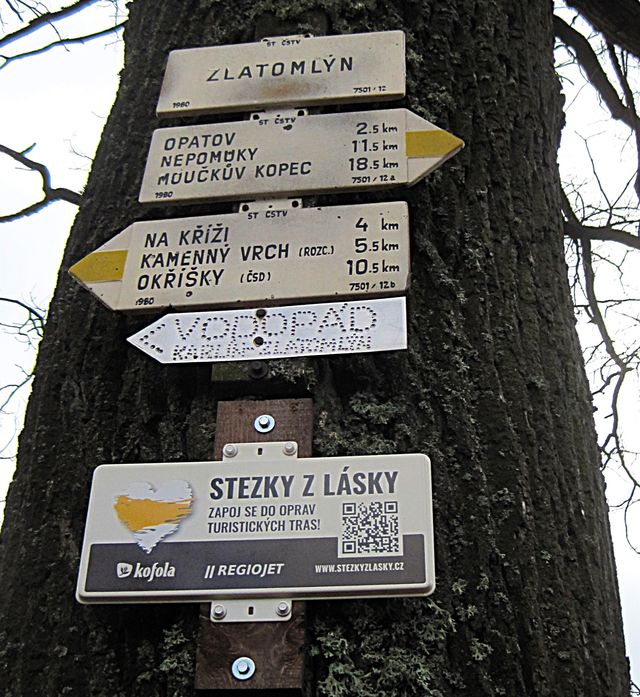 ST ČSTV
ZLATOMLÝN
1980 7501/12
ST ČSTV
OPATOV 2.5 km
NEPOMUKY 11.5 km
MOUČKŮV KOPEC 18.5 km
1980 7501/12a
ST ČSTV
NA KŘÍŽI 4 km
KAMENNÝ VRCH (ROZC.) 5.5 km
OKŘÍŠKY (ČSD) 10.5 km
1980 7501/12b
VODOPÁD
STEZKY Z LÁSKY
ZAPOJ SE DO OPRAV
TURISTICKÝCH TRAS!
kofola REGIOJET WWW.STEZKYZLASKY.CZ